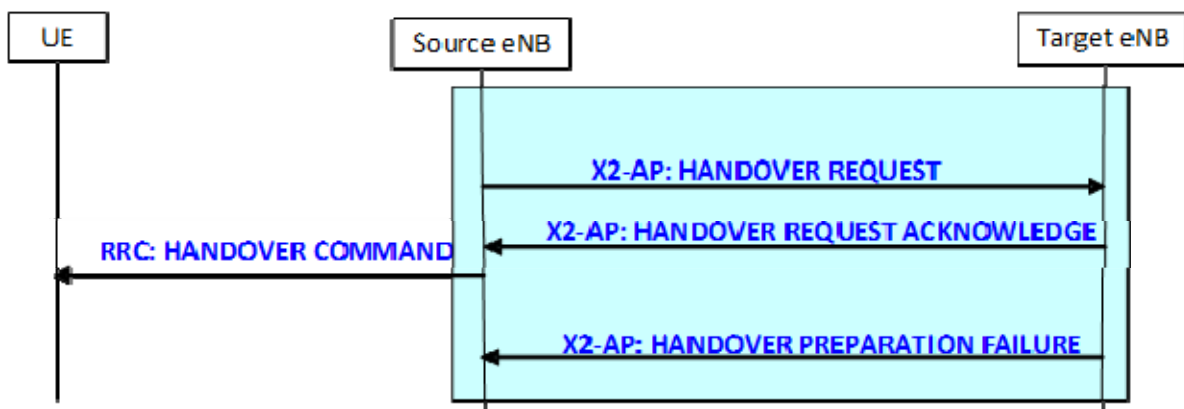 UE
Source eNB
Target eNB
X2-AP: HANDOVER REQUEST
X2-AP: HANDOVER REQUEST ACKNOWLEDGE
RRC: HANDOVER COMMAND
X2-AP: HANDOVER PREPARATION FAILURE